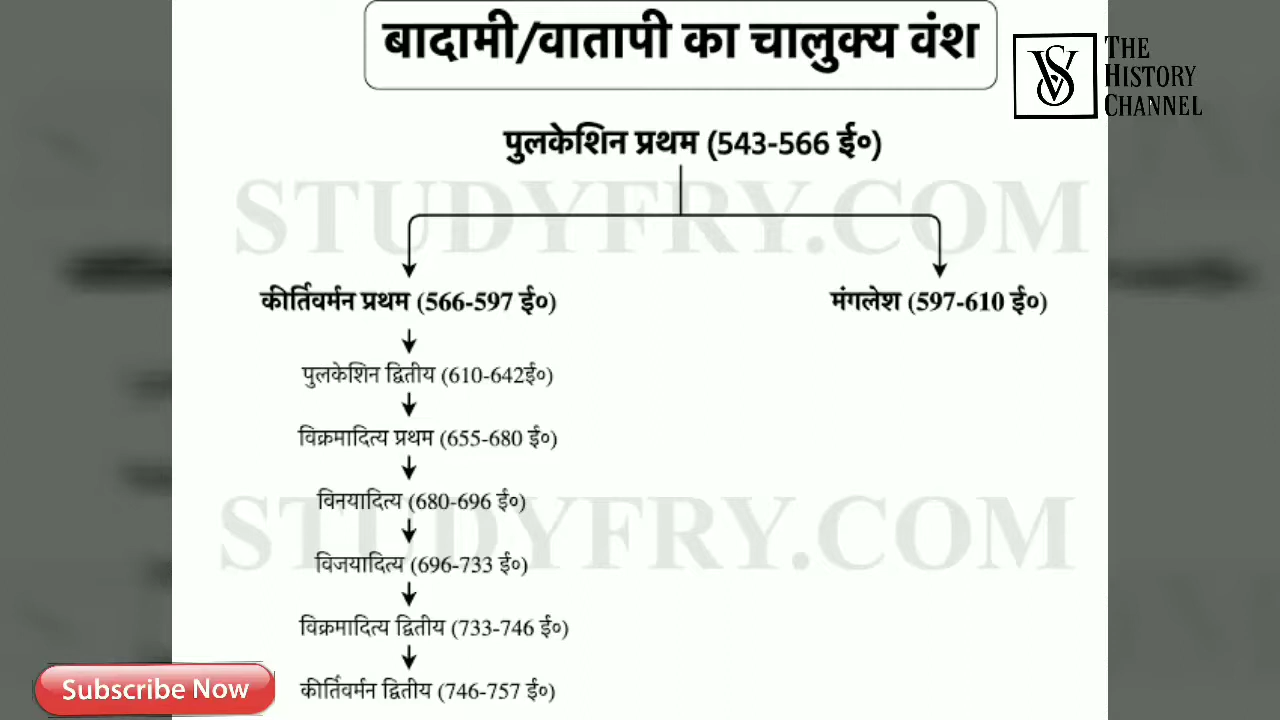 बादामी/वातापी का चालुक्य वंश
VS
THE
HISTORY
CHANNEL
पुलकेशिन प्रथम (543-566 ई०)
STUDYFRY.COM
कीर्तिवर्मन प्रथम (566-597 ई०)
मंगलेश (597-610 ई०)
पुलकेशिन द्वितीय (610-642ई०)
विक्रमादित्य प्रथम (655-680 ई०)
विनयादित्य (680-696 ई०)
STUDYFRY.COM
विजयादित्य (696-733 ई०)
विक्रमादित्य द्वितीय (733-746 ई०)
कीर्तिवर्मन द्वितीय (746-757 ई०)
Subscribe Now